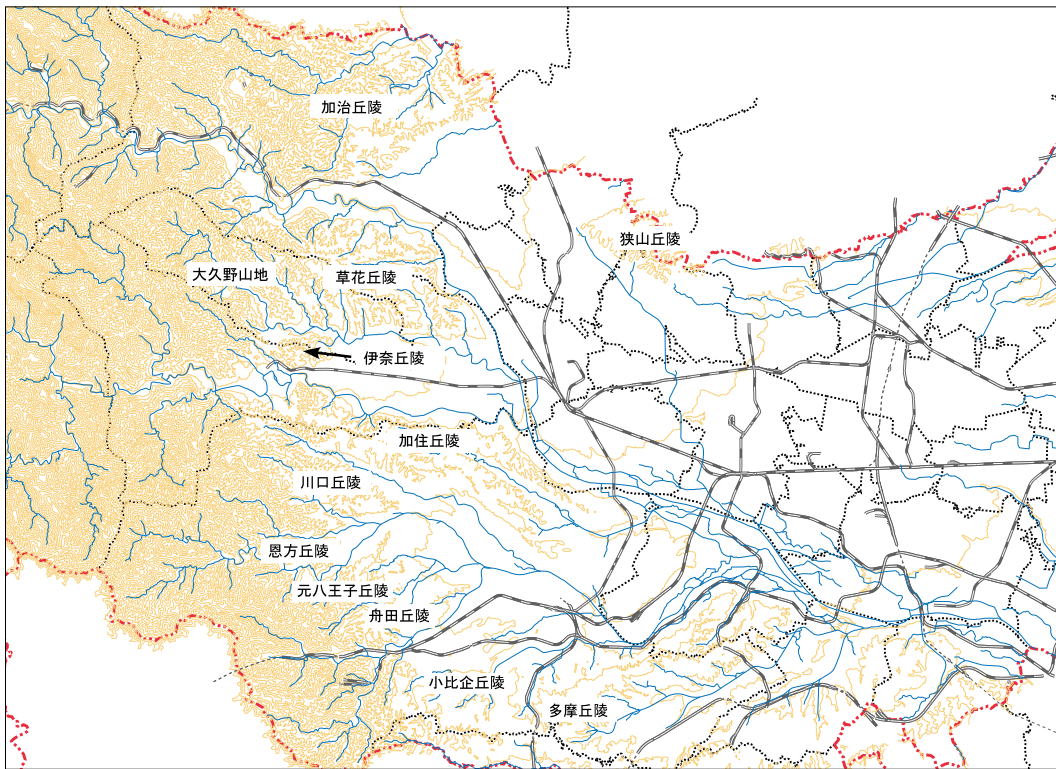 加治丘陵
狭山丘陵
大久野山地
草花丘陵
伊奈丘陵
加住丘陵
川口丘陵
恩方丘陵
元八王子丘陵
舟田丘陵
小比企丘陵
多摩丘陵